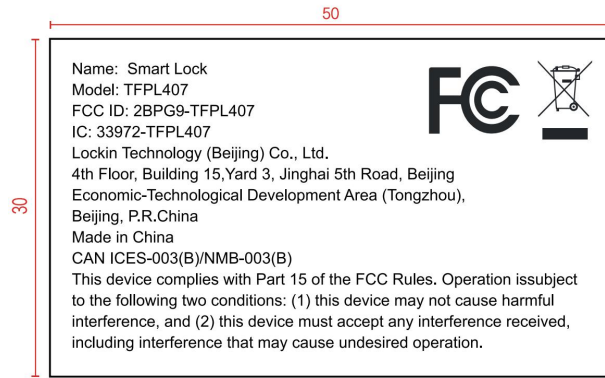 50
30
Name: Smart Lock
Model: TFPL407
FCC ID: 2BPG9-TFPL407
IC: 33972-TFPL407
Lockin Technology (Beijing) Co., Ltd.
4th Floor, Building 15,Yard 3, Jinghai 5th Road, Beijing
Economic-Technological Development Area (Tongzhou),
Beijing, P.R.China
Made in China
CAN ICES-003(B)/NMB-003(B)
This device complies with Part 15 of the FCC Rules. Operation issubject
to the following two conditions: (1) this device may not cause harmful
interference, and (2) this device must accept any interference received,
including interference that may cause undesired operation.
FC